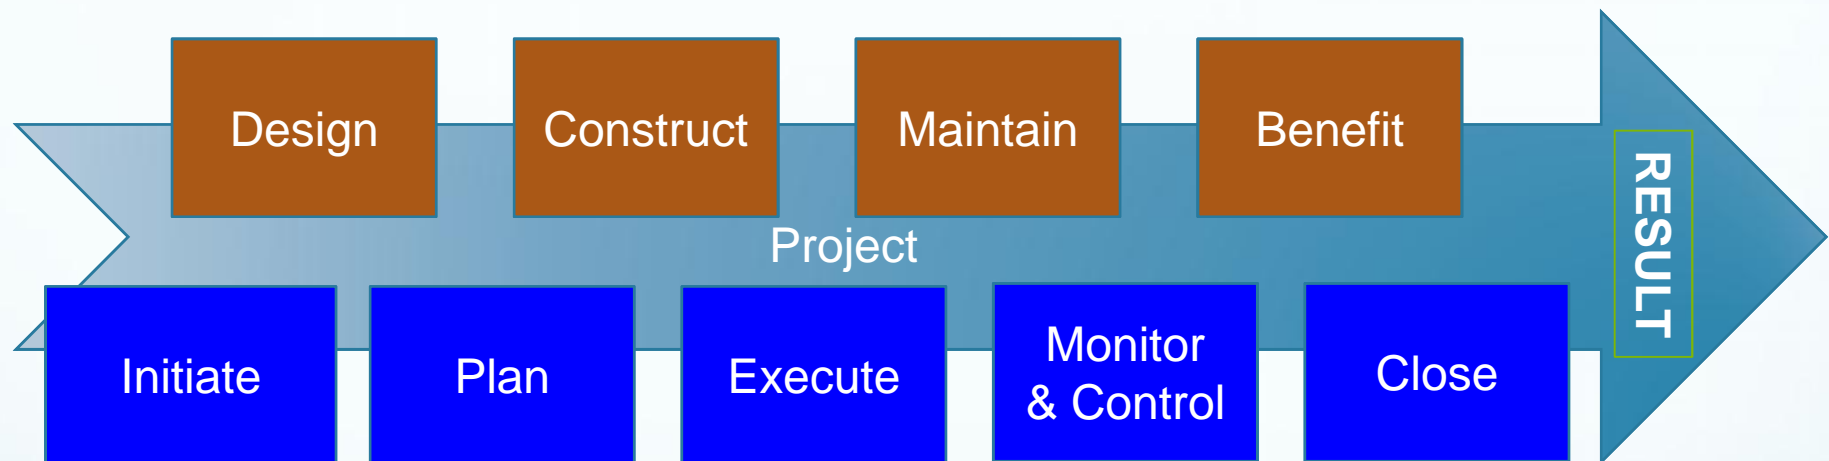 Design
Construct
Maintain
Benefit
RESULT
Project
Initiate
Plan
Execute
Monitor
& Control
Close